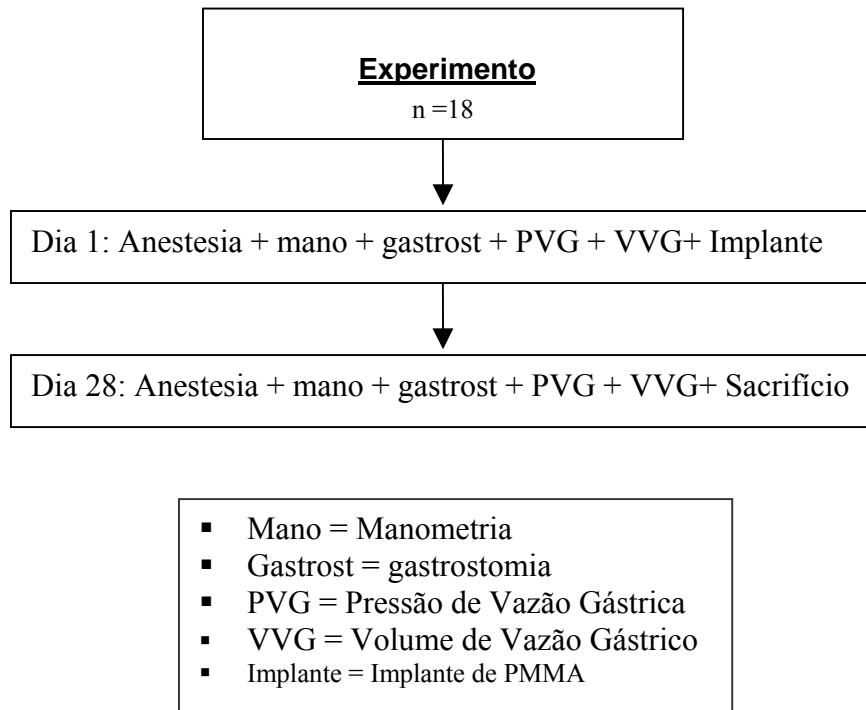 Experimento
n =18
Dia 1: Anestesia + mano + gastrost + PVG + VVG+ Implante
Dia 28: Anestesia + mano + gastrost + PVG + VVG+ Sacrifício
▪ Mano = Manometria
▪ Gastrost = gastrostomia
▪ PVG = Pressão de Vazão Gástrica
▪ VVG = Volume de Vazão Gástrico
▪ Implante = Implante de PMMA